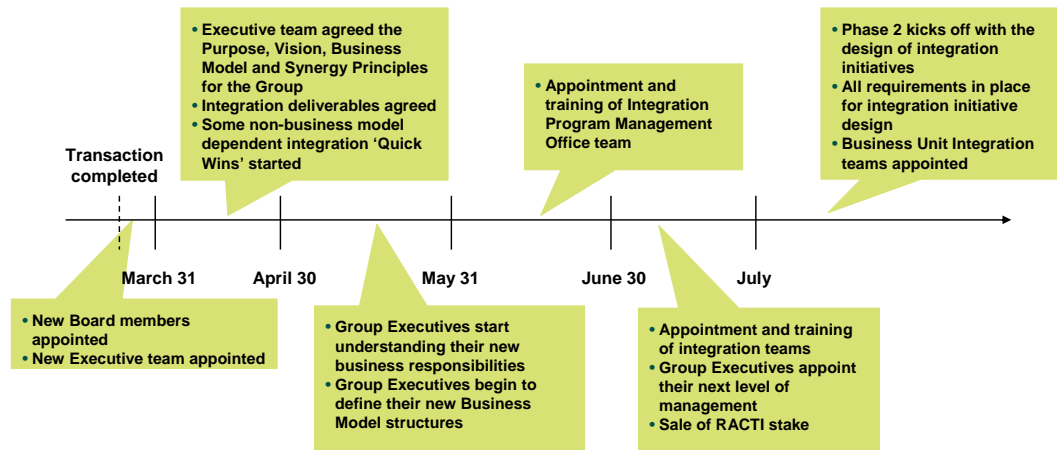 • Executive team agreed the
Purpose, Vision, Business
Model and Synergy Principles
for the Group
• Integration deliverables agreed
• Some non-business model
dependent integration ‘Quick
Wins’ started
• Appointment and
training of Integration
Program Management
Office team
• Phase 2 kicks off with the
design of integration
initiatives
• All requirements in place
for integration initiative
design
• Business Unit Integration
teams appointed
Transaction
completed
March 31
April 30
May 31
June 30
July
• New Board members
appointed
• New Executive team appointed
• Group Executives start
understanding their new
business responsibilities
• Group Executives begin to
define their new Business
Model structures
• Appointment and training
of integration teams
• Group Executives appoint
their next level of
management
• Sale of RACTI stake